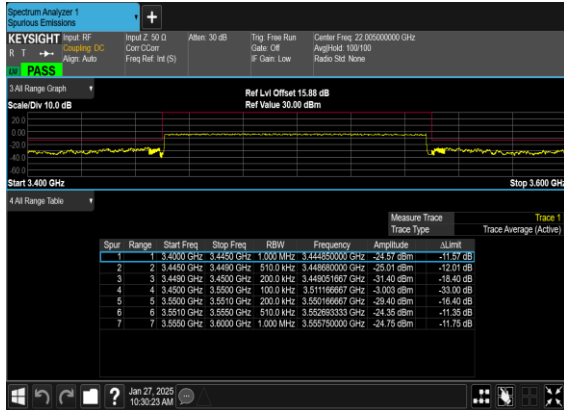 Spectrum Analyzer 1
Spurious Emissions
KEYSIGHT Input: RF Input Z: 50 Ω Atten: 30 dB Trig: Free Run Center Freq: 22.005000000 GHz
R T Coupling: DC Corr CCorr Gate: Off Avg|Hold: 100/100
Align: Auto Freq Ref: Int (S) IF Gain: Low Radio Std: None
PASS
3 All Range Graph Ref Lvl Offset 15.88 dB
Scale/Div 10.0 dB Ref Value 30.00 dBm
20.0
0.00
-20.0
-40.0
-60.0
Start 3.400 GHz Stop 3.600 GHz
4 All Range Table
Measure Trace Trace 1
Trace Type Trace Average (Active)
Spur Range Start Freq Stop Freq RBW Frequency Amplitude ΔLimit
1 1 3.4000 GHz 3.4450 GHz 1.000 MHz 3.444850000 GHz -24.57 dBm -11.57 dB
2 2 3.4450 GHz 3.4490 GHz 510.0 kHz 3.448680000 GHz -25.01 dBm -12.01 dB
3 3 3.4490 GHz 3.4500 GHz 200.0 kHz 3.449051667 GHz -31.40 dBm -18.40 dB
4 4 3.4500 GHz 3.5500 GHz 100.0 kHz 3.511166667 GHz -3.003 dBm -33.00 dB
5 5 3.5500 GHz 3.5510 GHz 200.0 kHz 3.550166667 GHz -29.40 dBm -16.40 dB
6 6 3.5510 GHz 3.5550 GHz 510.0 kHz 3.552693333 GHz -24.35 dBm -11.35 dB
7 7 3.5550 GHz 3.6000 GHz 1.000 MHz 3.555750000 GHz -24.75 dBm -11.75 dB
? Jan 27, 2025
10:30:23 AM